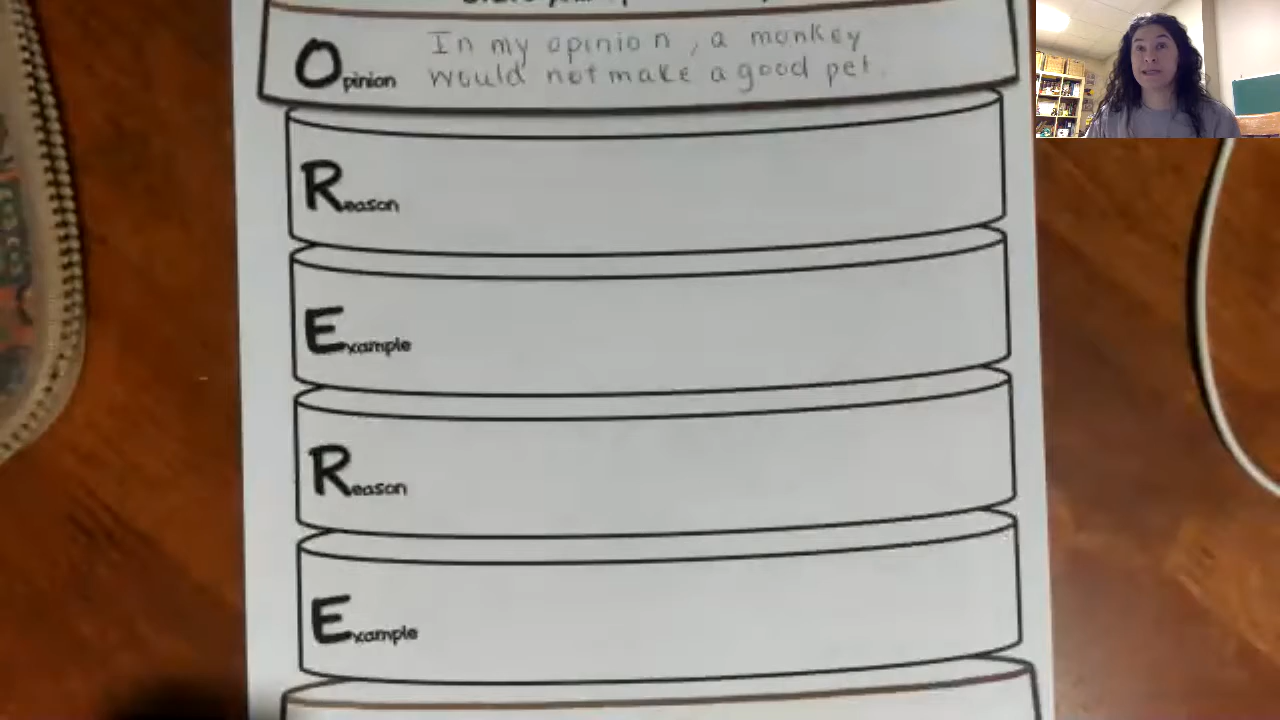 In my opinion, a monkey
Opinion would not make a good pet.
Reason
Example
Reason
Example